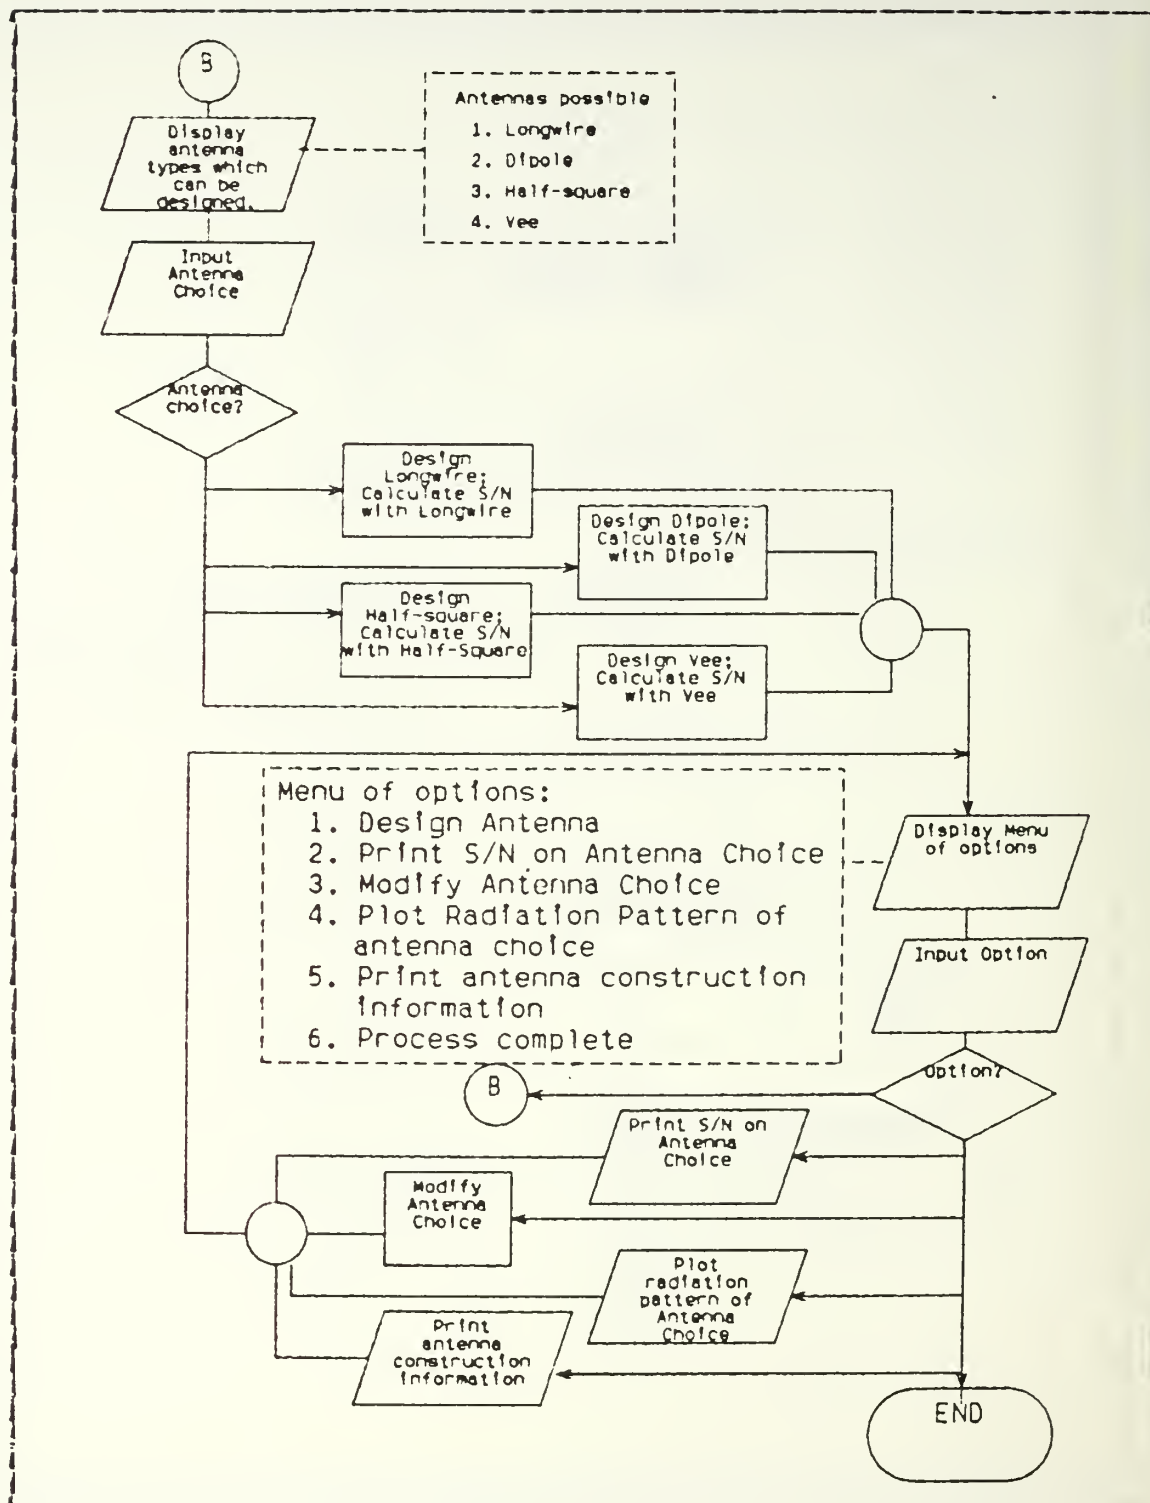 B
Display
antenna
types which
can be
designed.
Antennas possible
1. Longwire
2. Dipole
3. Half-square
4. Vee
Input
Antenna
Choice
Antenna
choice?
Design
Longwire;
Calculate S/N
with Longwire
Design Dipole;
Calculate S/N
with Dipole
Design
Half-square;
Calculate S/N
with Half-Square
Design Vee;
Calculate S/N
with Vee
Menu of options:
1. Design Antenna
2. Print S/N on Antenna Choice
3. Modify Antenna Choice
4. Plot Radiation Pattern of
antenna choice
5. Print antenna construction
information
6. Process complete
Display Menu
of options
Input Option
Option?
B
Print S/N on
Antenna
Choice
Modify
Antenna
Choice
Plot
radiation
pattern of
Antenna
Choice
Print
antenna
construction
information
END